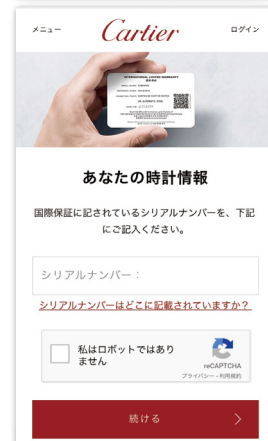 メニュー
Cartier
ログイン
INTERNATIONAL LIMITED WARRANTY
あなたの時計情報
国際保証に記されているシリアルナンバーを、下記
にご記入ください。
シリアルナンバー：
シリアルナンバーはどこに記載されていますか？
私はロボットではあり
ません
reCAPTCHA
プライバシー - 利用規約
続ける